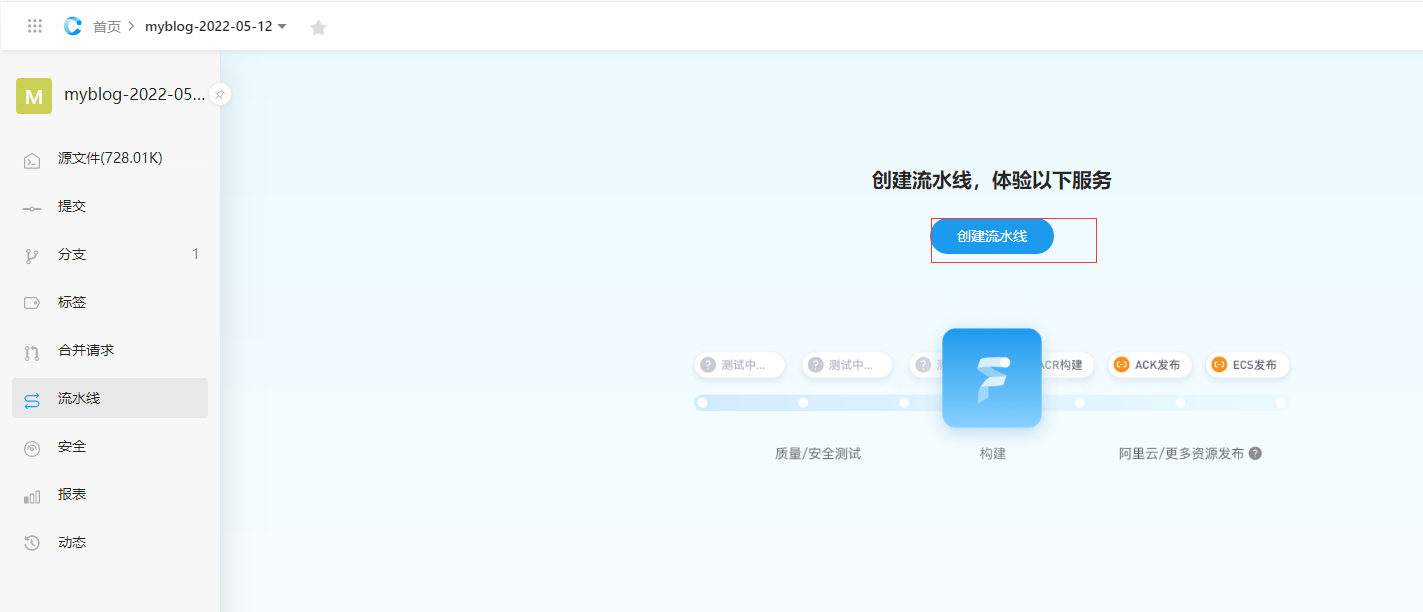 首页 > myblog-2022-05-12
M
myblog-2022-05...
源文件(728.01K)
提交
分支 1
标签
合并请求
流水线
安全
报表
动态
创建流水线，体验以下服务
创建流水线
? 测试中... ? 测试中... ? ACR构建 ACK发布 ECS发布
质量/安全测试 构建 阿里云/更多资源发布 ?